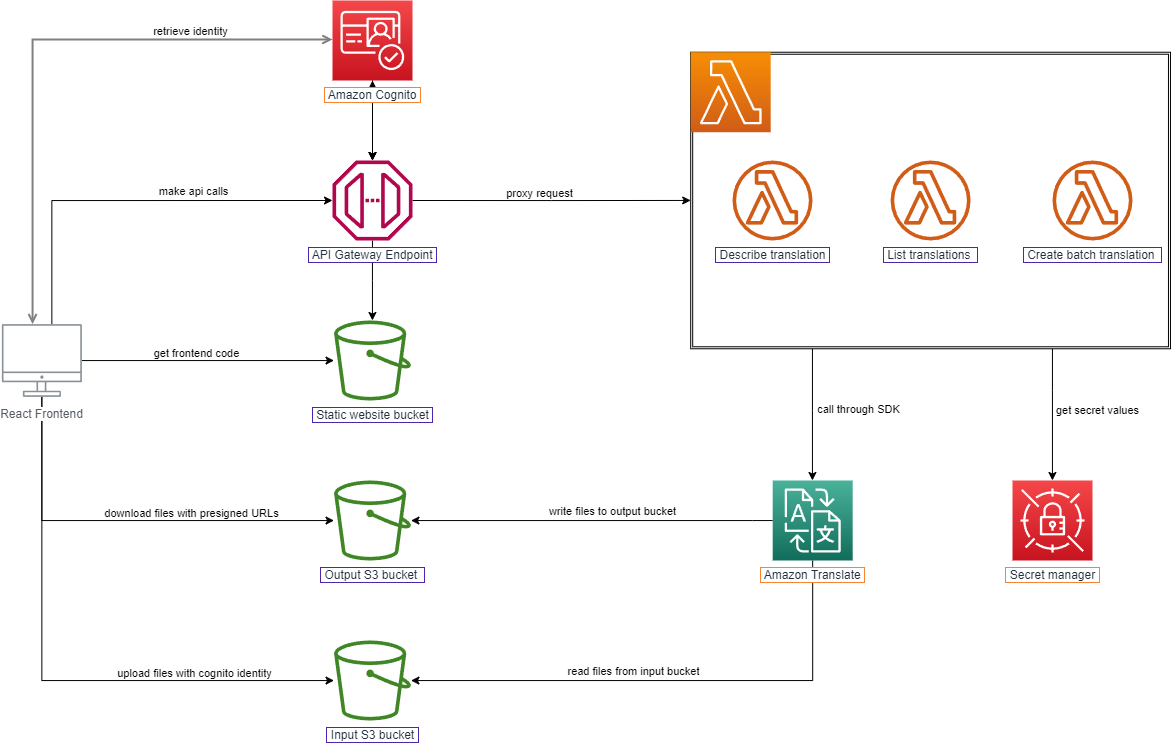 retrieve identity
Amazon Cognito
make api calls
proxy request
API Gateway Endpoint
Describe translation
List translations
Create batch translation
get frontend code
React Frontend
Static website bucket
call through SDK
get secret values
download files with presigned URLs
write files to output bucket
A
文
Output S3 bucket
Amazon Translate
Secret manager
upload files with cognito identity
read files from input bucket
Input S3 bucket